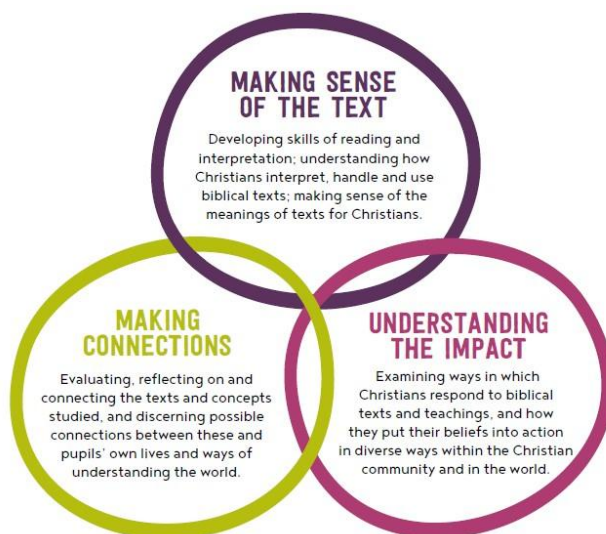 MAKING SENSE
OF THE TEXT
Developing skills of reading and
interpretation; understanding how
Christians interpret, handle and use
biblical texts; making sense of the
meanings of texts for Christians.
MAKING
CONNECTIONS
Evaluating, reflecting on and
connecting the texts and concepts
studied, and discerning possible
connections between these and
pupils' own lives and ways of
understanding the world.
UNDERSTANDING
THE IMPACT
Examining ways in which
Christians respond to biblical
texts and teachings, and how
they put their beliefs into action
in diverse ways within the Christian
community and in the world.